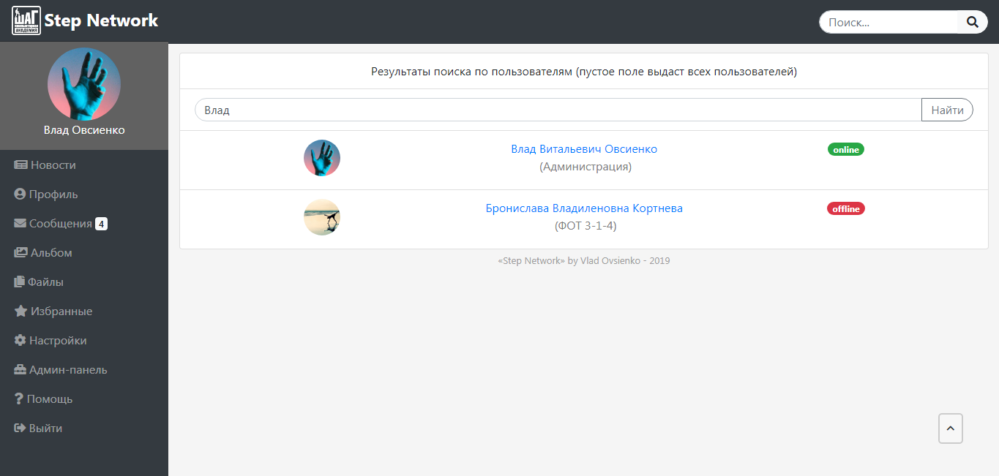 ШАГ
КОМПЬЮТЕРНАЯ
АКАДЕМИЯ
Step Network
Поиск...
Влад Овсиенко
Новости
Профиль
Сообщения 4
Альбом
Файлы
Избранные
Настройки
Админ-панель
Помощь
Выйти
Результаты поиска по пользователям (пустое поле выдаст всех пользователей)
Влад
Найти
Влад Витальевич Овсиенко
online
(Администрация)
Бронислава Владиленовна Кортнева
offline
(ФОТ 3-1-4)
«Step Network» by Vlad Ovsienko - 2019